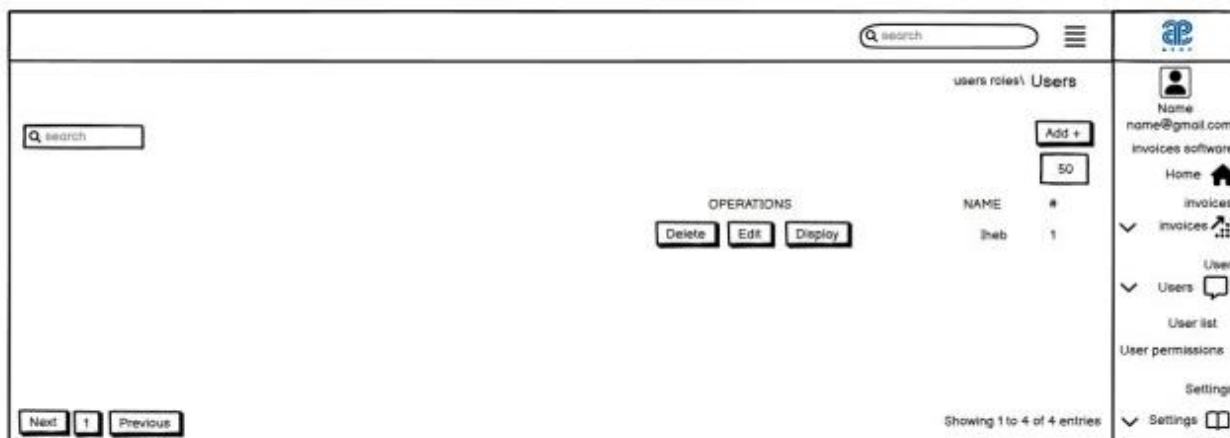 search
users roles\ Users
search
Add +
50
OPERATIONS NAME #
Delete Edit Display Iheb 1
Next 1 Previous
Showing 1 to 4 of 4 entries
Name
name@gmail.com
invoices software
Home
invoices
invoices
User
Users
User list
User permissions
Settings
Settings